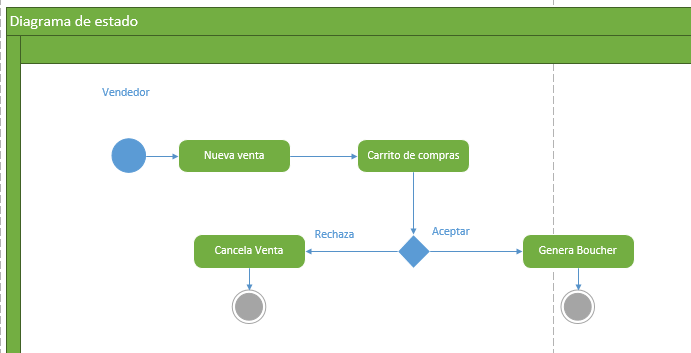 Diagrama de estado
Vendedor
Nueva venta
Carrito de compras
Rechaza
Aceptar
Cancela Venta
Genera Boucher